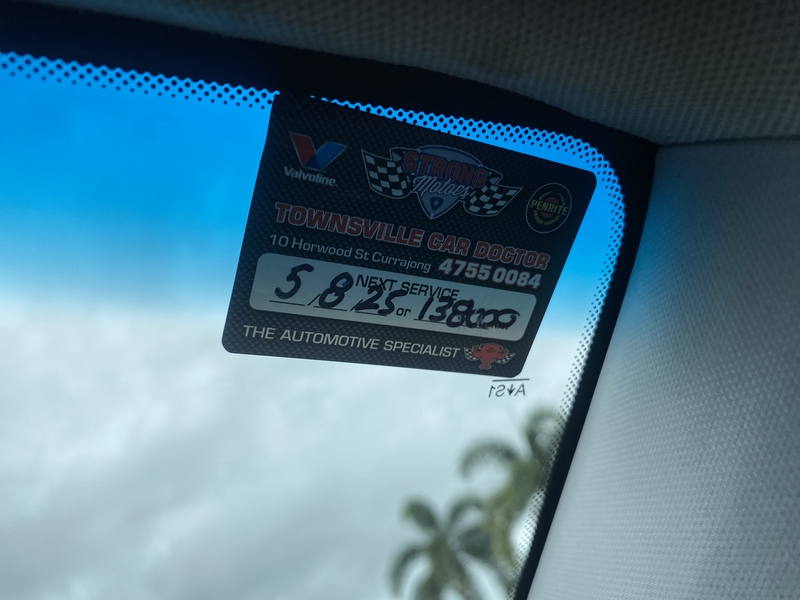 Valvoline
STRONG
Motors
PENRITE
TOWNSVILLE CAR DOCTOR
10 Horwood St Currajong 4755 0084
NEXT SERVICE
5 / 8 / 25 or 138000
THE AUTOMOTIVE SPECIALIST
AS1